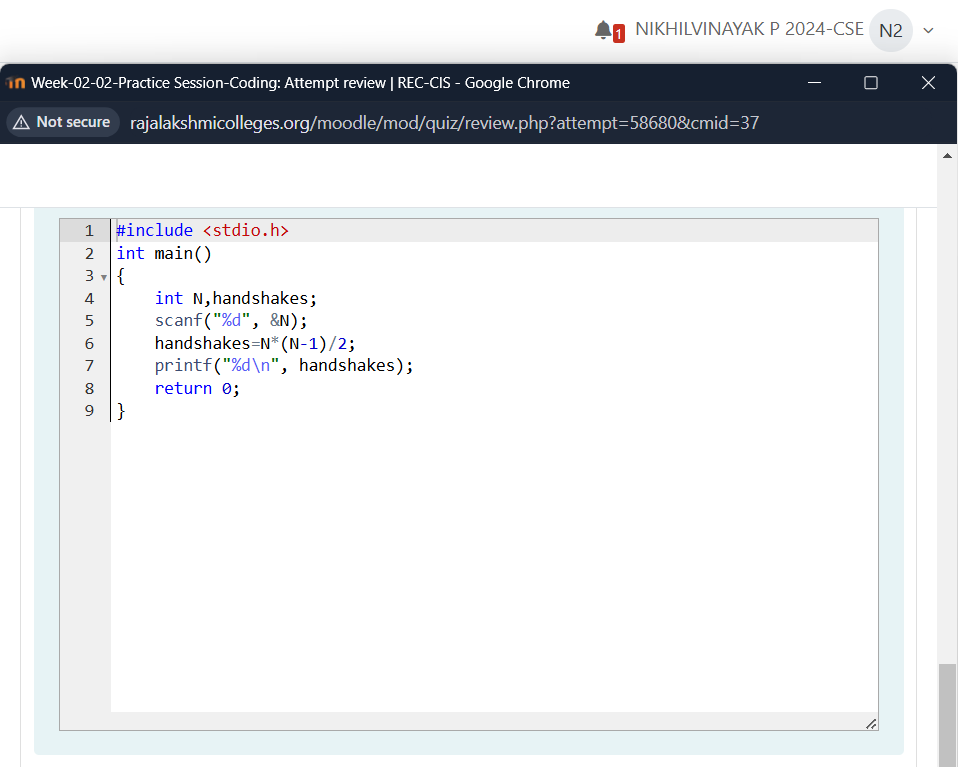 1
NIKHILVINAYAK P 2024-CSE
N2
Week-02-02-Practice Session-Coding: Attempt review | REC-CIS - Google Chrome
Not secure
rajalakshmicolleges.org/moodle/mod/quiz/review.php?attempt=58680&cmid=37
1 #include <stdio.h>
2 int main()
3 {
4     int N,handshakes;
5     scanf("%d", &N);
6     handshakes=N*(N-1)/2;
7     printf("%d\n", handshakes);
8     return 0;
9 }